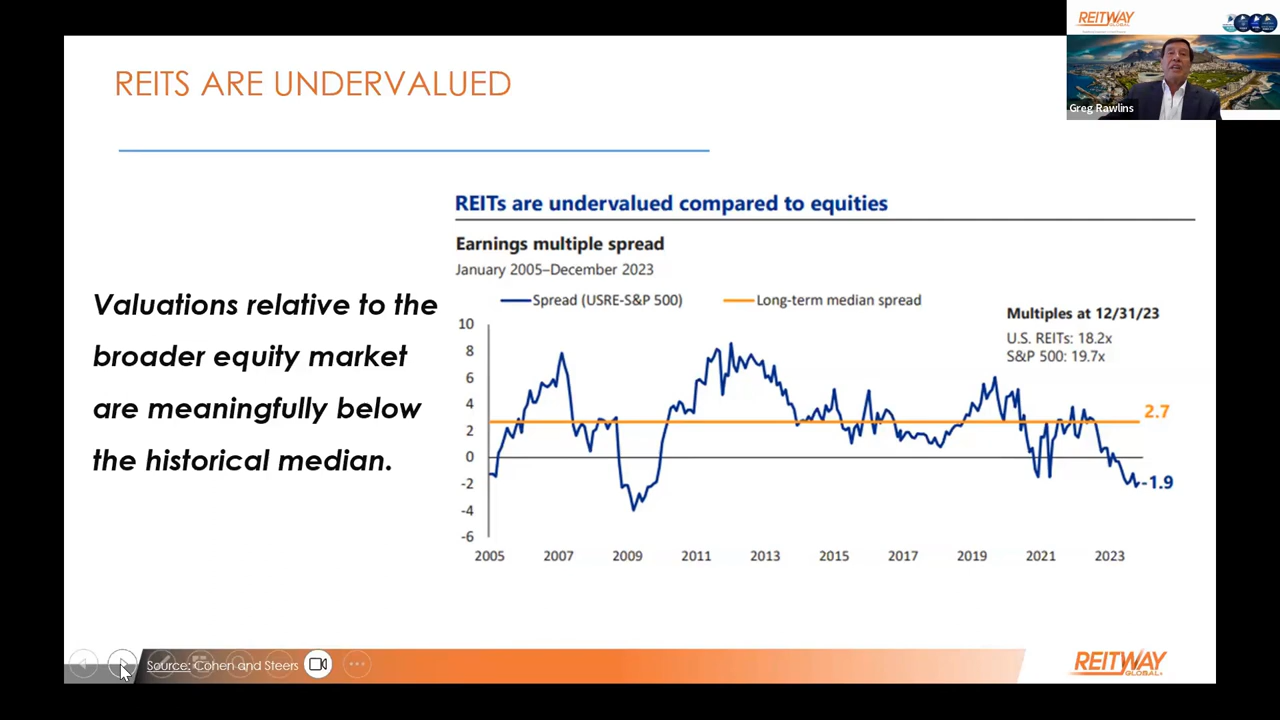 REITWAY
GLOBAL
Greg Rawlins
REITS ARE UNDERVALUED
Valuations relative to the
broader equity market
are meaningfully below
the historical median.
REITs are undervalued compared to equities
Earnings multiple spread
January 2005–December 2023
Spread (USRE-S&P 500)
Long-term median spread
Multiples at 12/31/23
U.S. REITs: 18.2x
S&P 500: 19.7x
10
8
6
4
2
0
-2
-4
-6
2.7
-1.9
2005 2007 2009 2011 2013 2015 2017 2019 2021 2023
Source: Cohen and Steers
REITWAY
GLOBAL